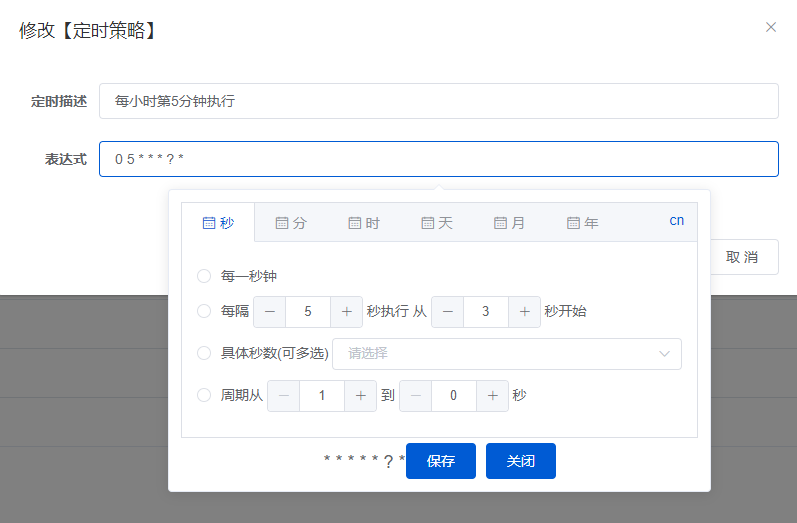 修改【定时策略】
定时描述 每小时第5分钟执行
表达式 0 5 * * * ? *
秒 分 时 天 月 年 cn
取 消
每一秒钟
每隔 － 5 ＋ 秒执行 从 － 3 ＋ 秒开始
具体秒数(可多选) 请选择
周期从 － 1 ＋ 到 － 0 ＋ 秒
* * * * * ? * 保存 关闭